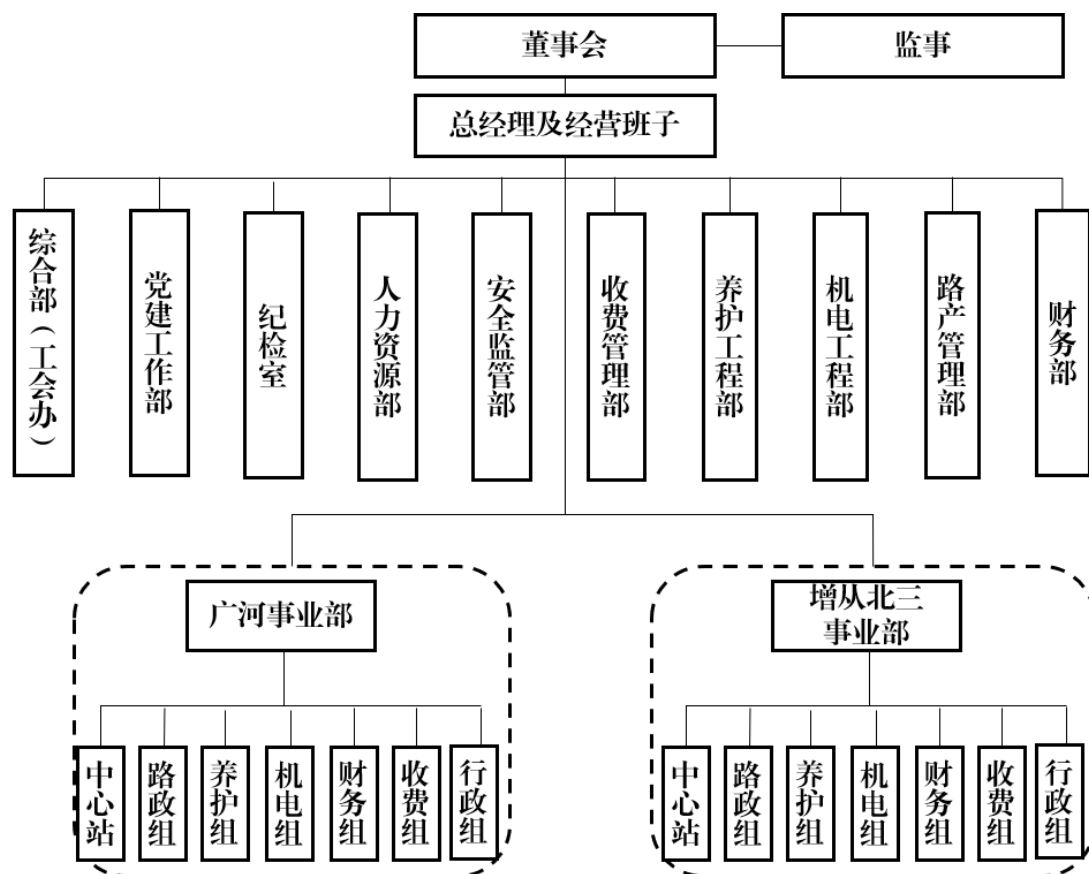 董事会
监事
总经理及经营班子
综合部（工会办）
党建工作部
纪检室
人力资源部
安全监管部
收费管理部
养护工程部
机电工程部
路产管理部
财务部
广河事业部
增从北三
事业部
中心站
路政组
养护组
机电组
财务组
收费组
行政组
中心站
路政组
养护组
机电组
财务组
收费组
行政组